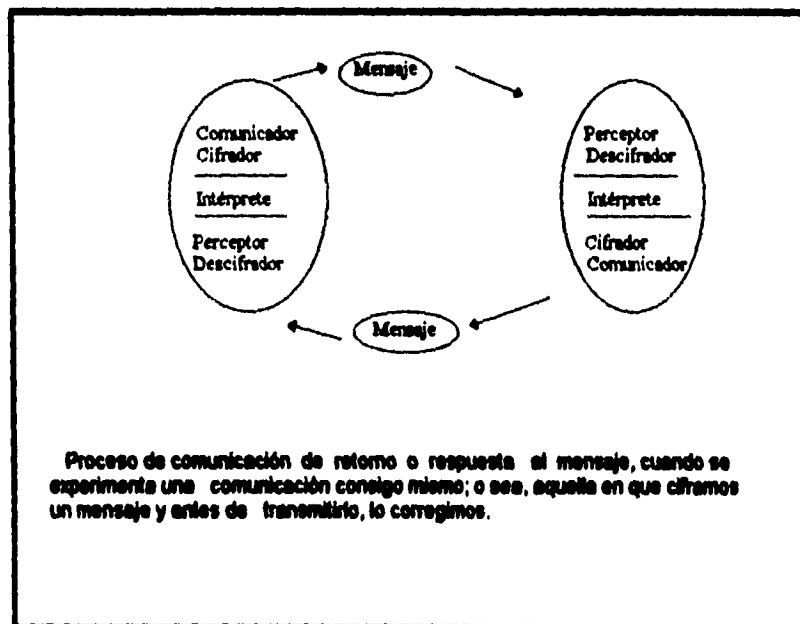 Mensaje
Comunicador
Cifrador
Intérprete
Perceptor
Descifrador
Perceptor
Descifrador
Intérprete
Cifrador
Comunicador
Mensaje
Proceso de comunicación de retorno o respuesta al mensaje, cuando se
experimenta una comunicación consigo mismo; o sea, aquella en que ciframos
un mensaje y antes de transmitirlo, lo corregimos.